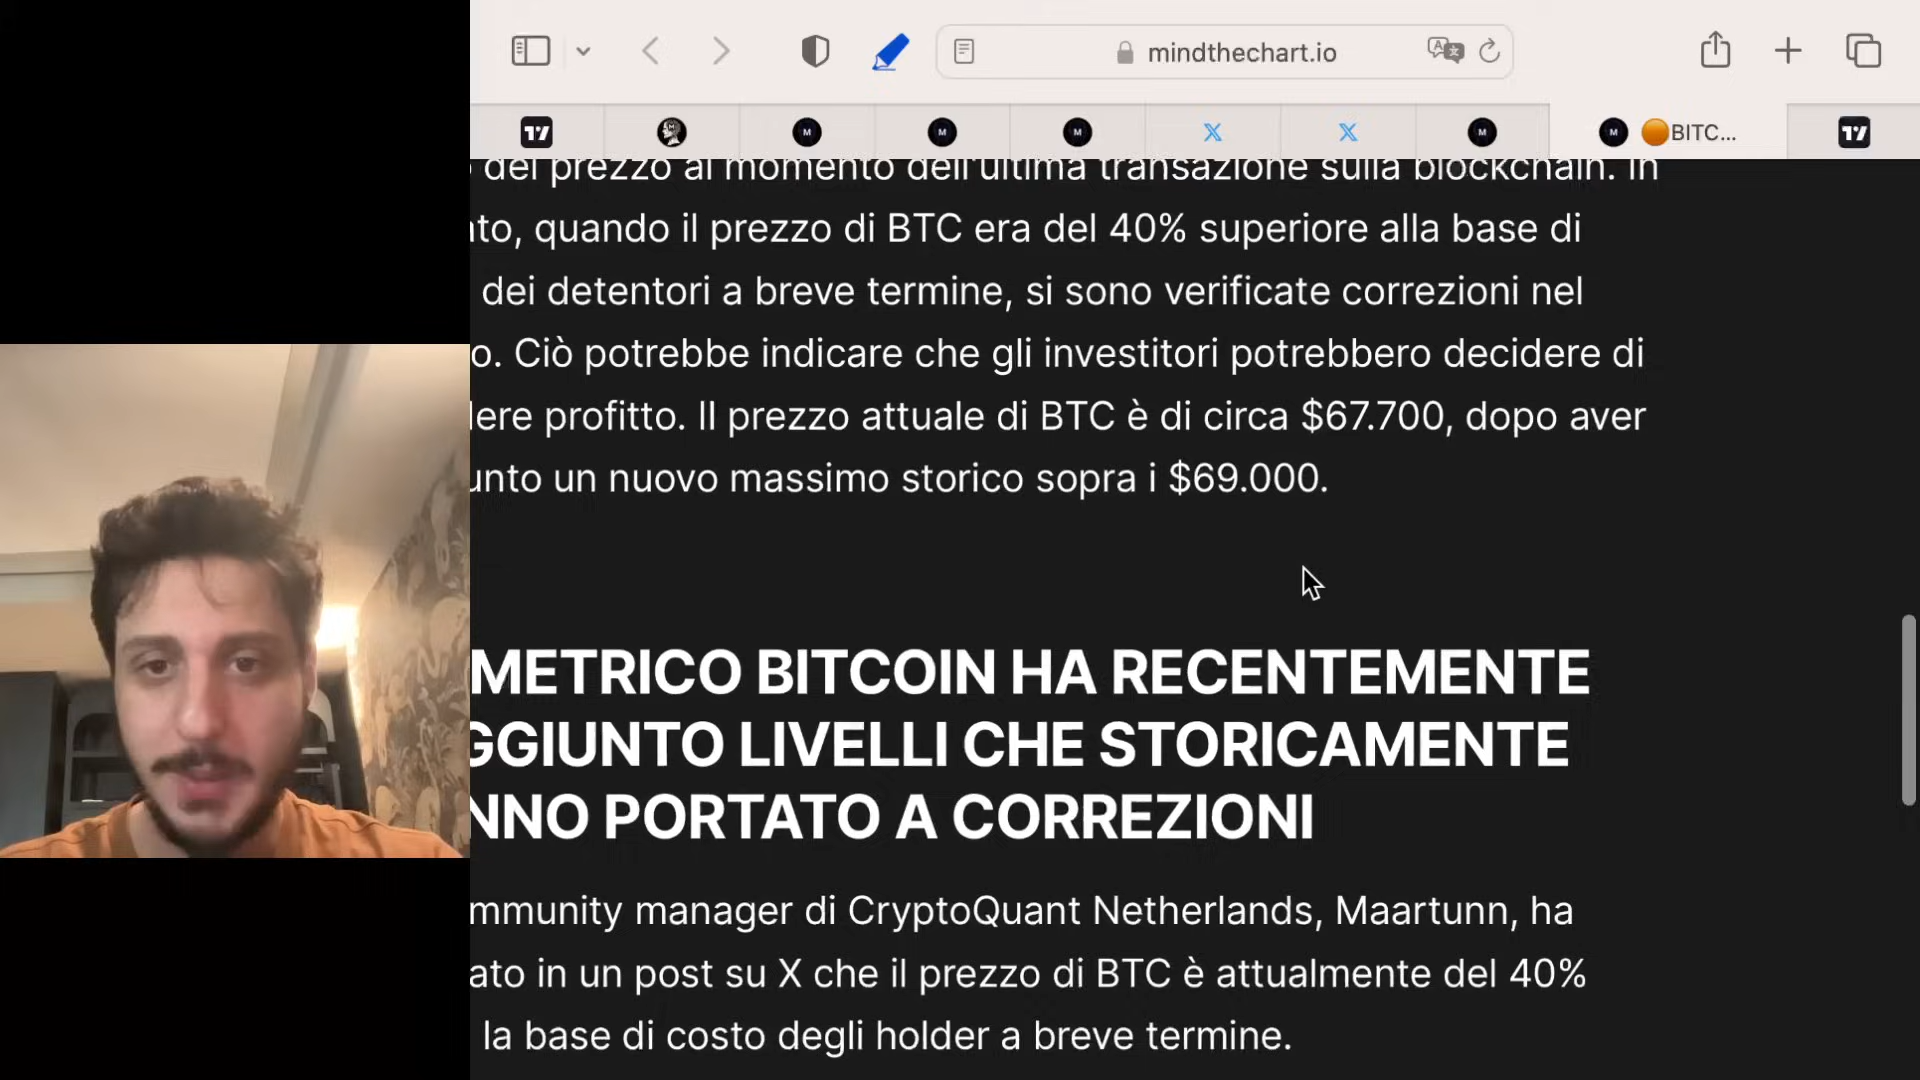 mindthechart.io
BITC...
del prezzo al momento dell'ultima transazione sulla blockchain. In
ato, quando il prezzo di BTC era del 40% superiore alla base di
dei detentori a breve termine, si sono verificate correzioni nel
o. Ciò potrebbe indicare che gli investitori potrebbero decidere di
dere profitto. Il prezzo attuale di BTC è di circa $67.700, dopo aver
unto un nuovo massimo storico sopra i $69.000.
METRICO BITCOIN HA RECENTEMENTE
GGIUNTO LIVELLI CHE STORICAMENTE
NNO PORTATO A CORREZIONI
mmunity manager di CryptoQuant Netherlands, Maartunn, ha
ato in un post su X che il prezzo di BTC è attualmente del 40%
la base di costo degli holder a breve termine.